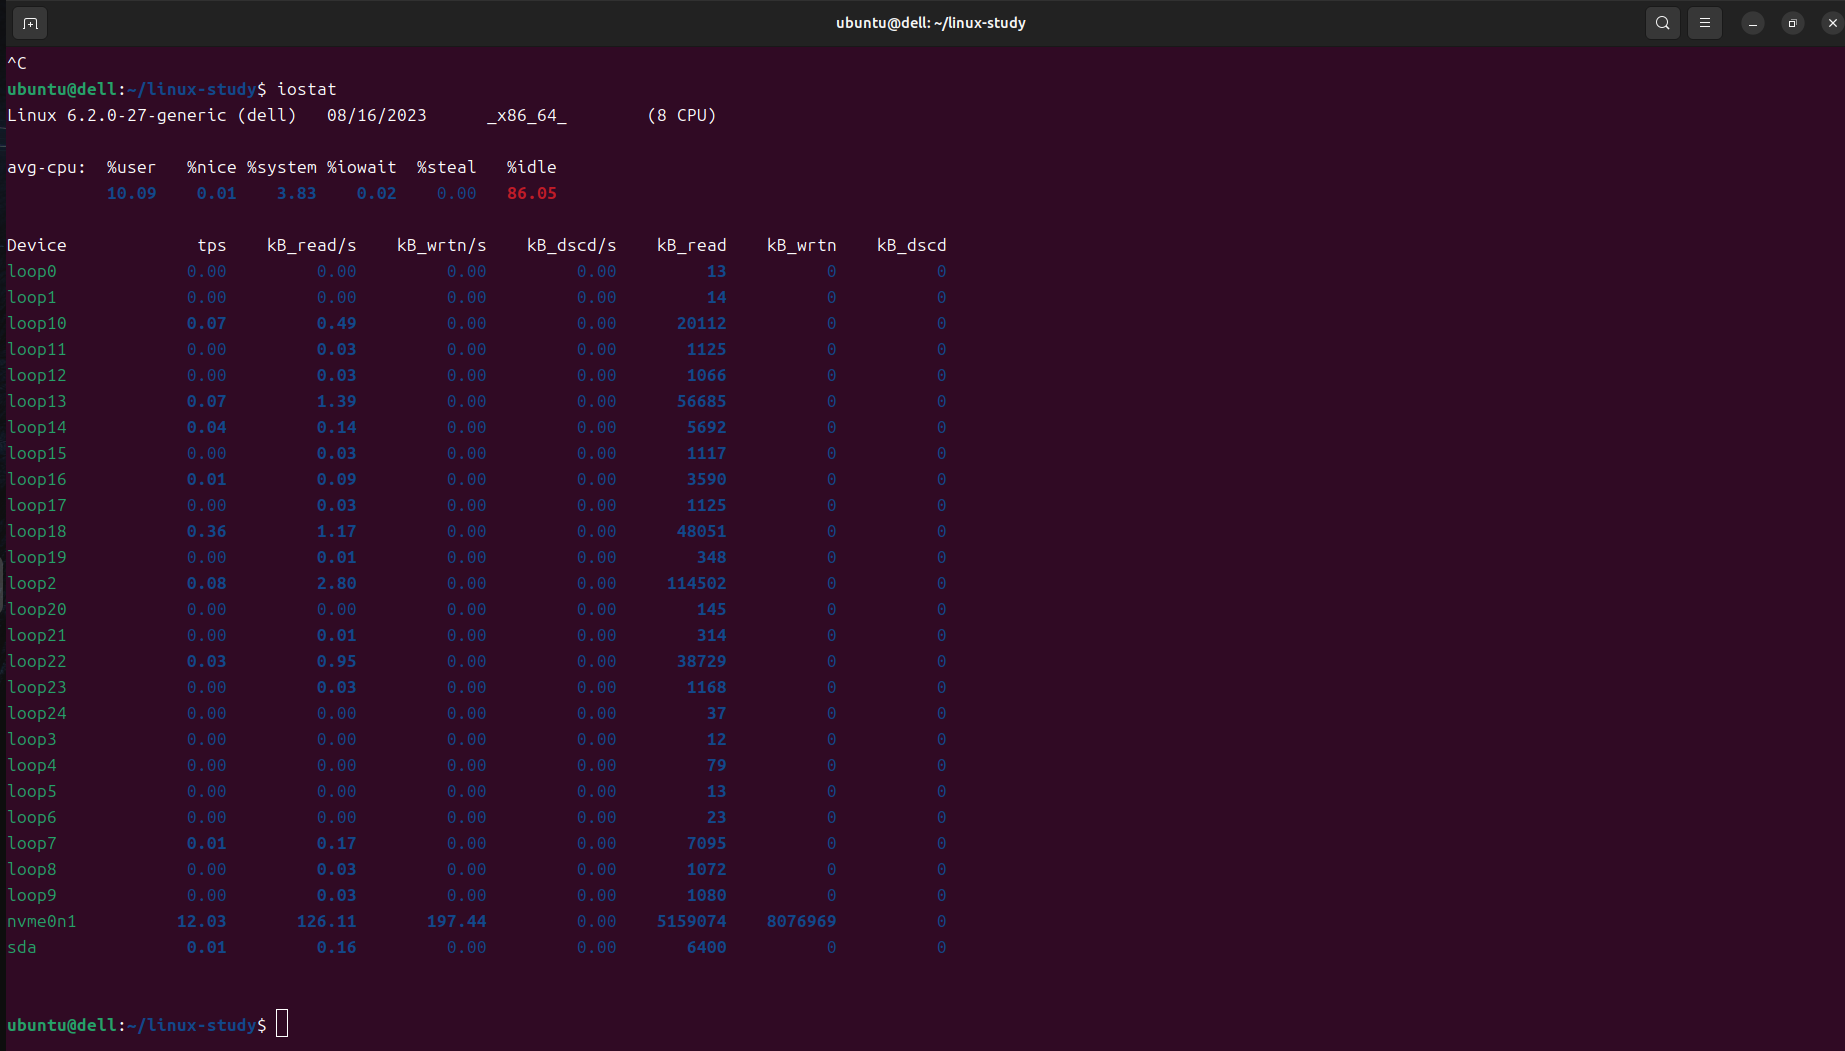 ubuntu@dell: ~/linux-study
^C
ubuntu@dell:~/linux-study$ iostat
Linux 6.2.0-27-generic (dell)   08/16/2023      _x86_64_        (8 CPU)
avg-cpu:  %user   %nice %system %iowait  %steal   %idle
          10.09    0.01    3.83    0.02    0.00   86.05
Device             tps    kB_read/s    kB_wrtn/s    kB_dscd/s    kB_read    kB_wrtn    kB_dscd
loop0             0.00         0.00         0.00         0.00         13          0          0
loop1             0.00         0.00         0.00         0.00         14          0          0
loop10            0.07         0.49         0.00         0.00      20112          0          0
loop11            0.00         0.03         0.00         0.00       1125          0          0
loop12            0.00         0.03         0.00         0.00       1066          0          0
loop13            0.07         1.39         0.00         0.00      56685          0          0
loop14            0.04         0.14         0.00         0.00       5692          0          0
loop15            0.00         0.03         0.00         0.00       1117          0          0
loop16            0.01         0.09         0.00         0.00       3590          0          0
loop17            0.00         0.03         0.00         0.00       1125          0          0
loop18            0.36         1.17         0.00         0.00      48051          0          0
loop19            0.00         0.01         0.00         0.00        348          0          0
loop2             0.08         2.80         0.00         0.00     114502          0          0
loop20            0.00         0.00         0.00         0.00        145          0          0
loop21            0.00         0.01         0.00         0.00        314          0          0
loop22            0.03         0.95         0.00         0.00      38729          0          0
loop23            0.00         0.03         0.00         0.00       1168          0          0
loop24            0.00         0.00         0.00         0.00         37          0          0
loop3             0.00         0.00         0.00         0.00         12          0          0
loop4             0.00         0.00         0.00         0.00         79          0          0
loop5             0.00         0.00         0.00         0.00         13          0          0
loop6             0.00         0.00         0.00         0.00         23          0          0
loop7             0.01         0.17         0.00         0.00       7095          0          0
loop8             0.00         0.03         0.00         0.00       1072          0          0
loop9             0.00         0.03         0.00         0.00       1080          0          0
nvme0n1          12.03       126.11       197.44         0.00    5159074    8076969          0
sda               0.01         0.16         0.00         0.00       6400          0          0
ubuntu@dell:~/linux-study$